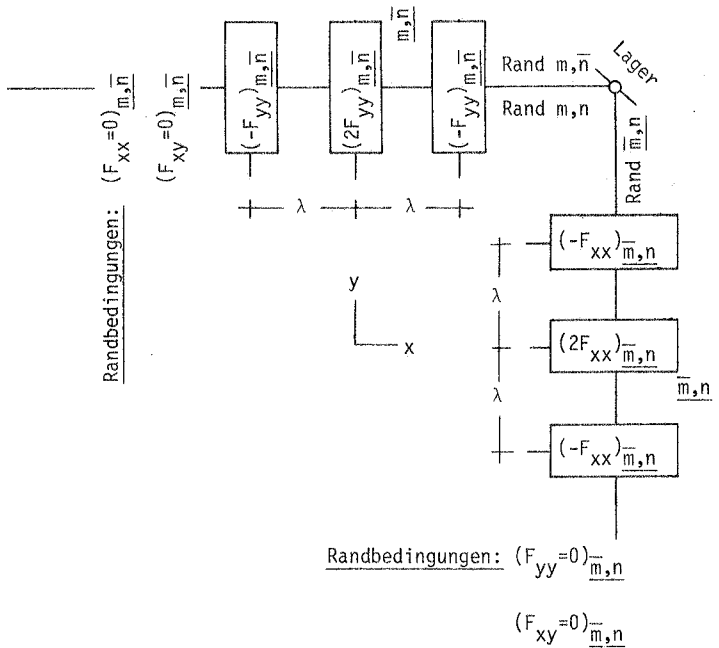 m,n̅
Rand m,n̅
Rand m,n
Lager
Rand m̅,n
Randbedingungen: (F_xx=0)_m,n̅
(F_xy=0)_m,n̅
(-F_yy)_m,n̅
(2F_yy)_m,n̅
(-F_yy)_m,n̅
λ
λ
y
x
(-F_xx)_m̅,n
λ
(2F_xx)_m̅,n
m̅,n
λ
(-F_xx)_m̅,n
Randbedingungen: (F_yy=0)_m̅,n
(F_xy=0)_m̅,n